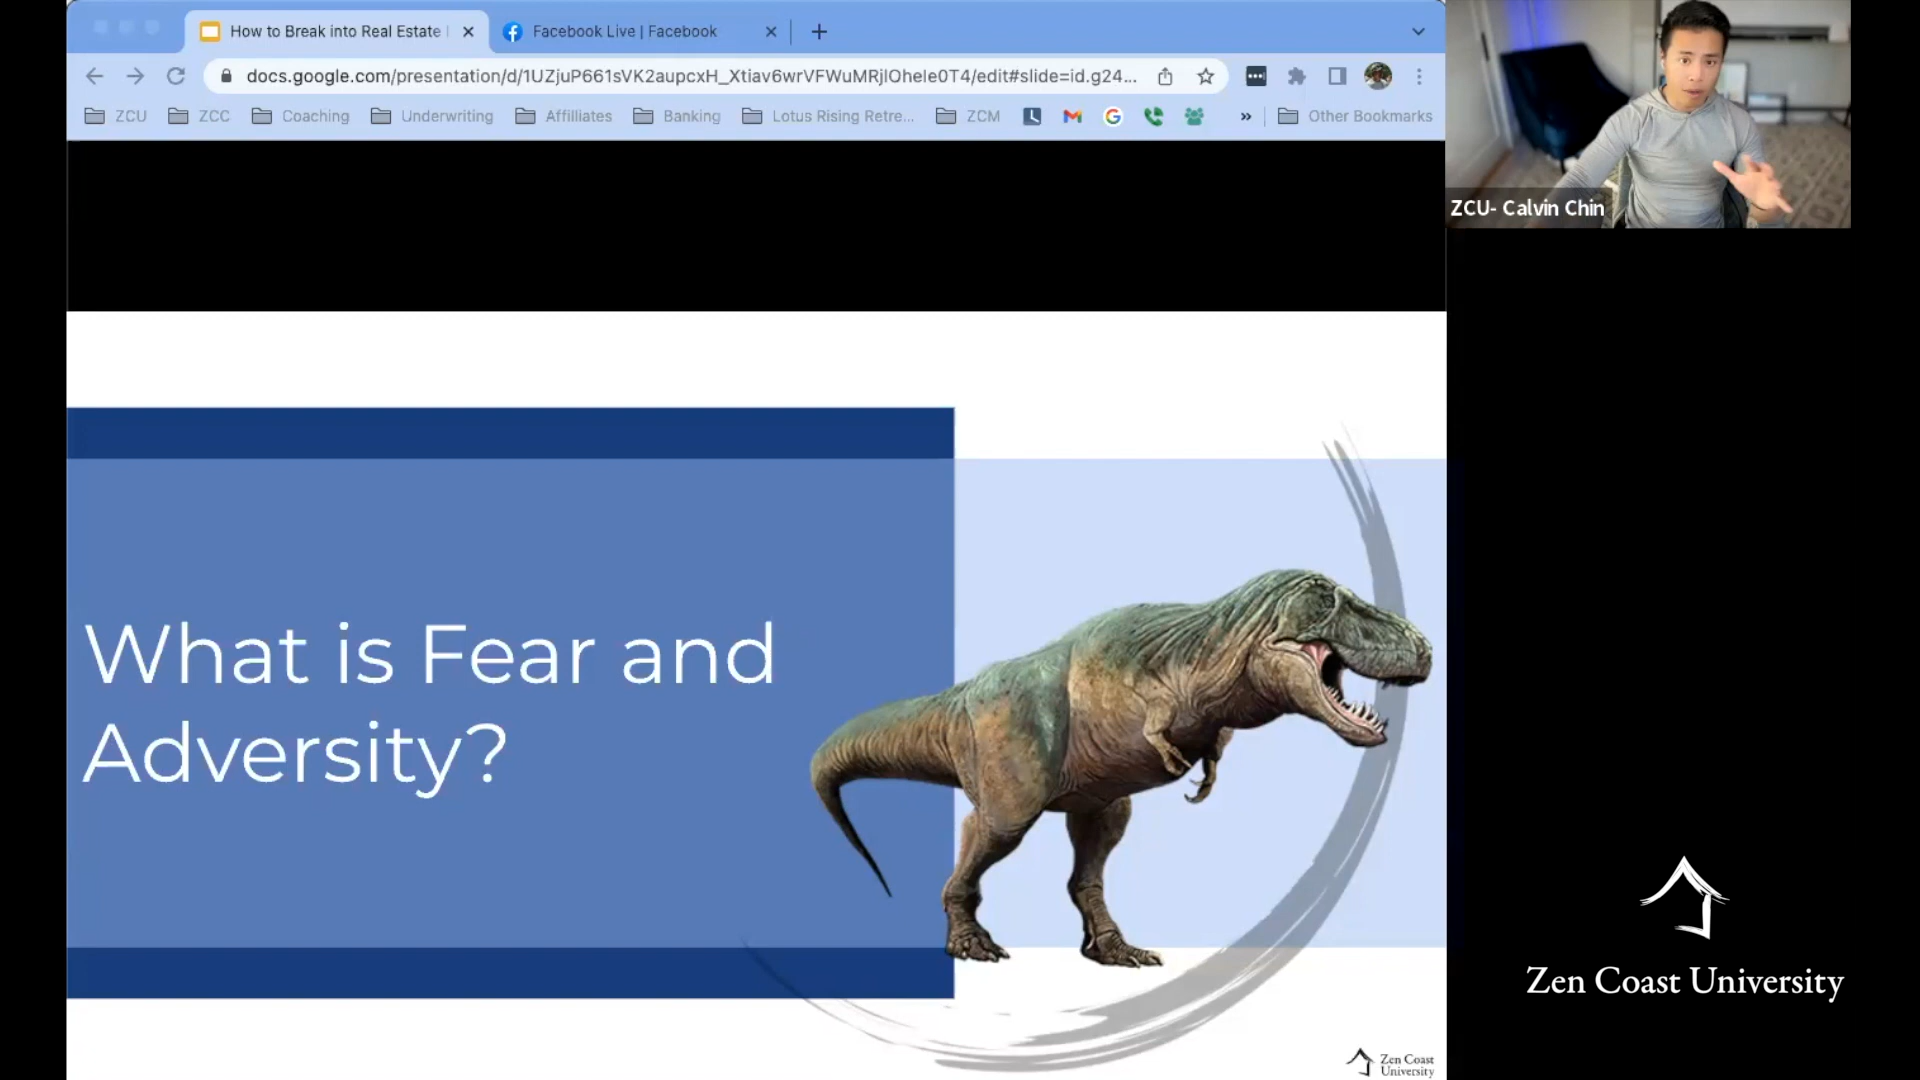 How to Break into Real Estate
Facebook Live | Facebook
docs.google.com/presentation/d/1UZjuP661sVK2aupcxH_Xtiav6wrVFWuMRjlOhele0T4/edit#slide=id.g24...
ZCU
ZCC
Coaching
Underwriting
Affilliates
Banking
Lotus Rising Retre...
ZCM
Other Bookmarks
ZCU- Calvin Chin
What is Fear and
Adversity?
Zen Coast University
Zen Coast
University